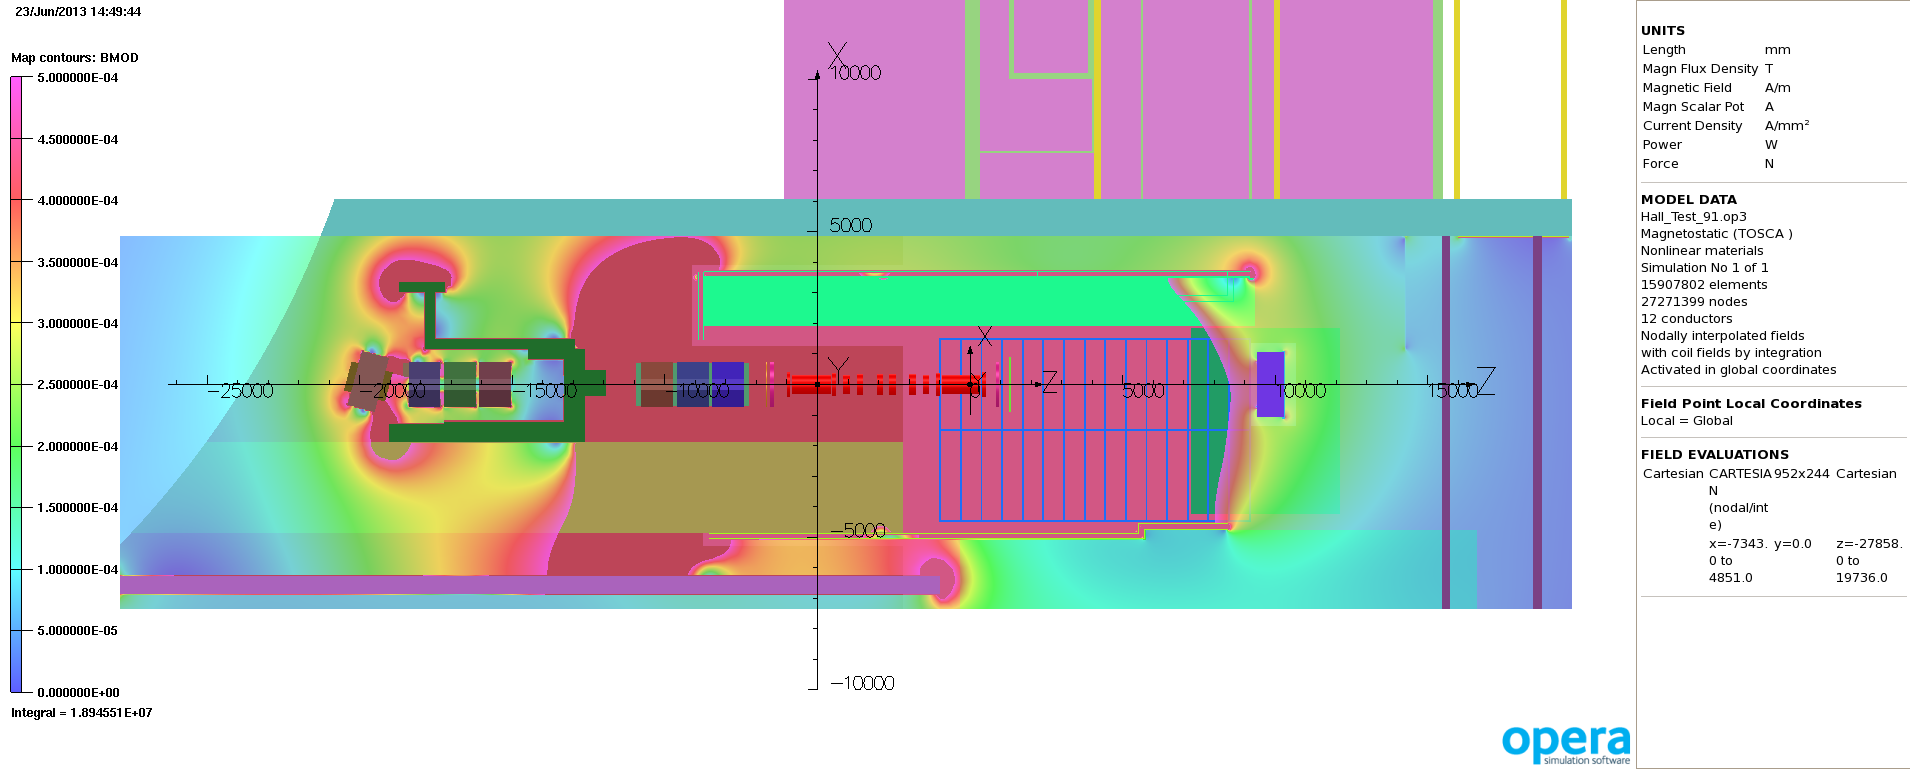 23/Jun/2013 14:49:44
Map contours: BMOD
5.000000E-04
4.500000E-04
4.000000E-04
3.500000E-04
3.000000E-04
2.500000E-04
2.000000E-04
1.500000E-04
1.000000E-04
5.000000E-05
0.000000E+00
Integral = 1.894551E+07
X
10000
5000
X
Y
Z
−25000
−20000
−15000
−10000
5000
10000
15000
Z
−5000
−10000
opera
simulation software
UNITS
Length mm
Magn Flux Density T
Magnetic Field A/m
Magn Scalar Pot A
Current Density A/mm²
Power W
Force N
MODEL DATA
Hall_Test_91.op3
Magnetostatic (TOSCA )
Nonlinear materials
Simulation No 1 of 1
15907802 elements
27271399 nodes
12 conductors
Nodally interpolated fields
with coil fields by integration
Activated in global coordinates
Field Point Local Coordinates
Local = Global
FIELD EVALUATIONS
Cartesian CARTESIA 952x244 Cartesian
N
(nodal/int
e)
x=-7343. y=0.0 z=-27858.
0 to 0 to
4851.0 19736.0